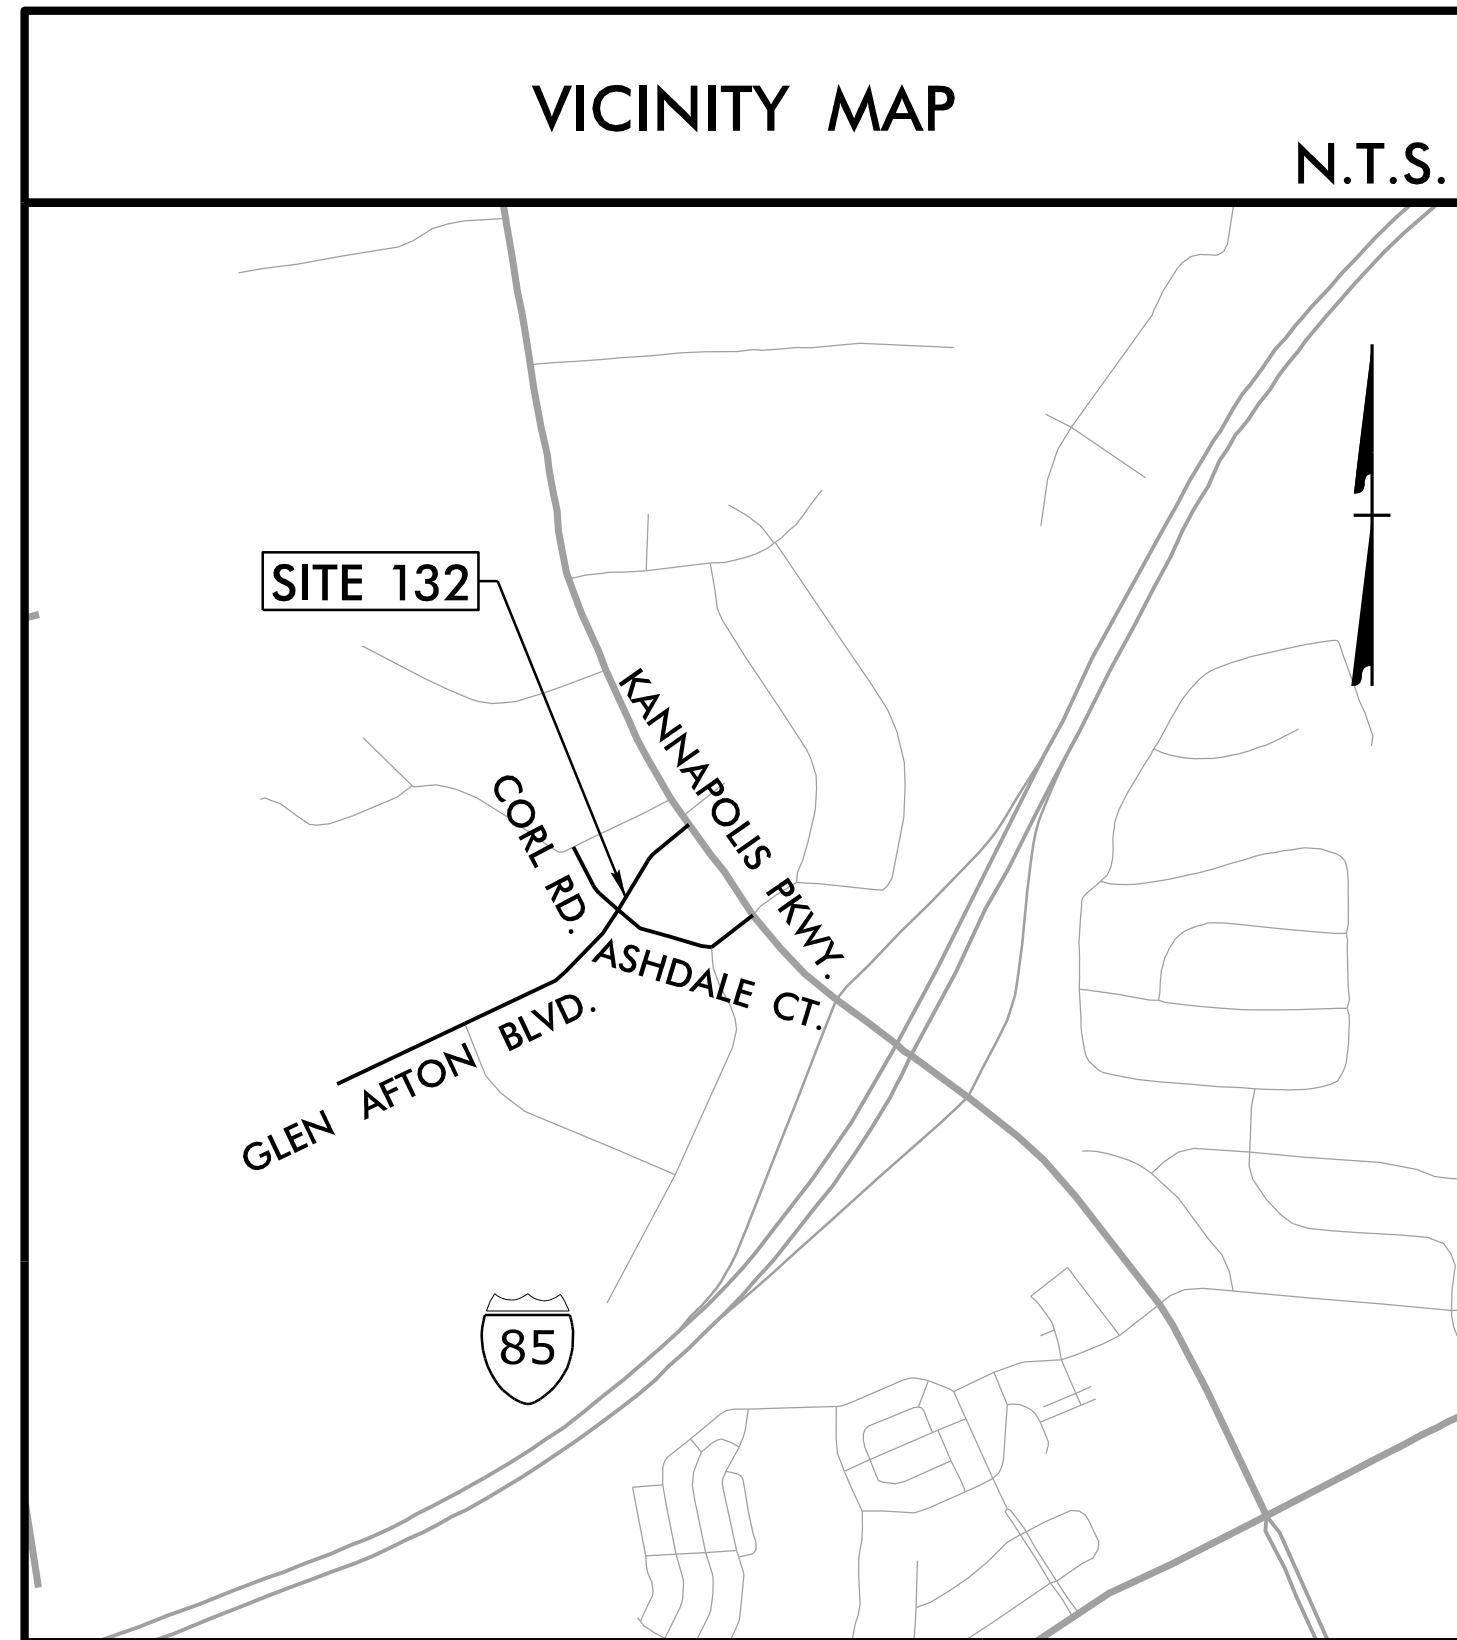 VICINITY MAP
N.T.S.
SITE 132
KANNAPOLIS PKWY.
CORL RD.
ASHDALE CT.
GLEN AFTON BLVD.
85